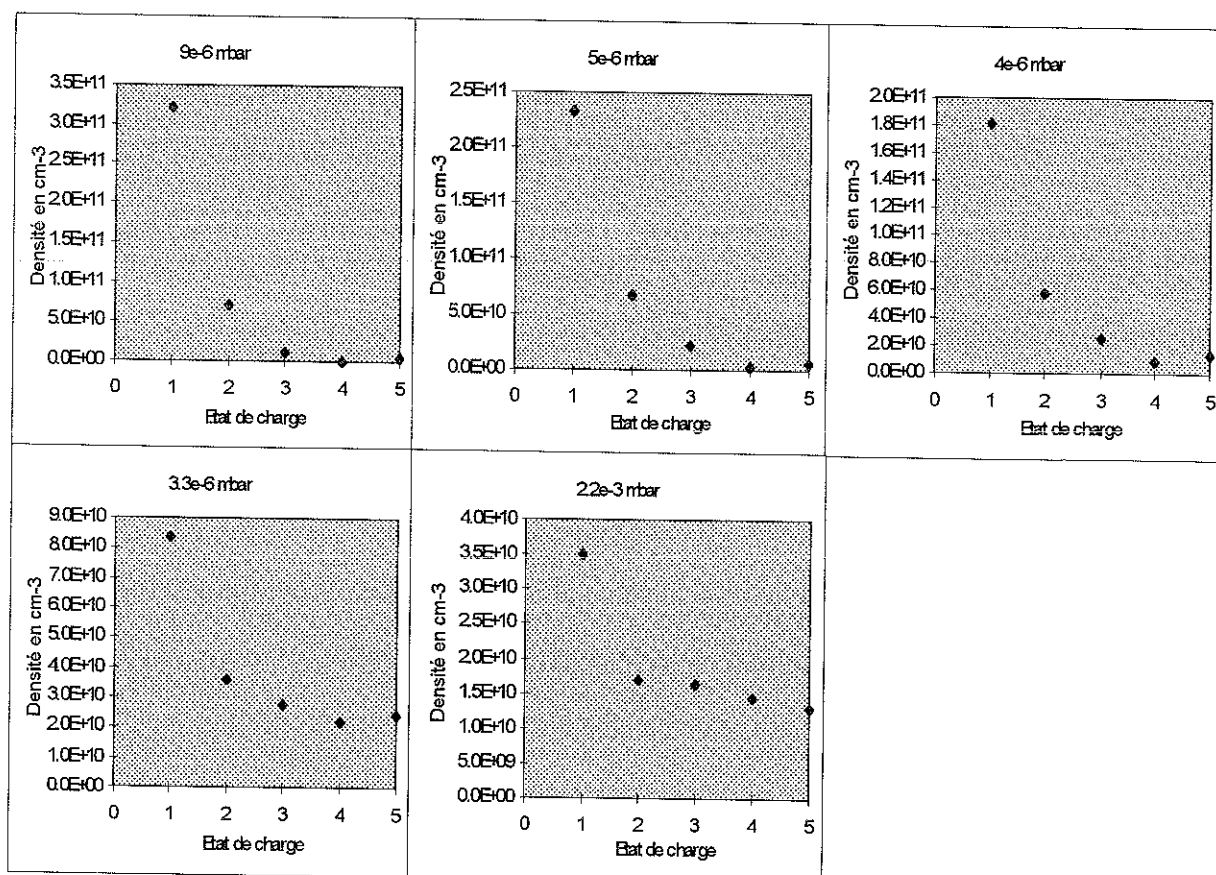 9e-6 mbar
3.5E+11
3.0E+11
2.5E+11
2.0E+11
1.5E+11
1.0E+11
5.0E+10
0.0E+00
0 1 2 3 4 5
Densité en cm-3
Etat de charge
5e-6 mbar
2.5E+11
2.0E+11
1.5E+11
1.0E+11
5.0E+10
0.0E+00
0 1 2 3 4 5
Densité en cm-3
Etat de charge
4e-6 mbar
2.0E+11
1.8E+11
1.6E+11
1.4E+11
1.2E+11
1.0E+11
8.0E+10
6.0E+10
4.0E+10
2.0E+10
0.0E+00
0 1 2 3 4 5
Densité en cm-3
Etat de charge
3.3e-6 mbar
9.0E+10
8.0E+10
7.0E+10
6.0E+10
5.0E+10
4.0E+10
3.0E+10
2.0E+10
1.0E+10
0.0E+00
0 1 2 3 4 5
Densité en cm-3
Etat de charge
2.2e-3 mbar
4.0E+10
3.5E+10
3.0E+10
2.5E+10
2.0E+10
1.5E+10
1.0E+10
5.0E+09
0.0E+00
0 1 2 3 4 5
Densité en cm-3
Etat de charge